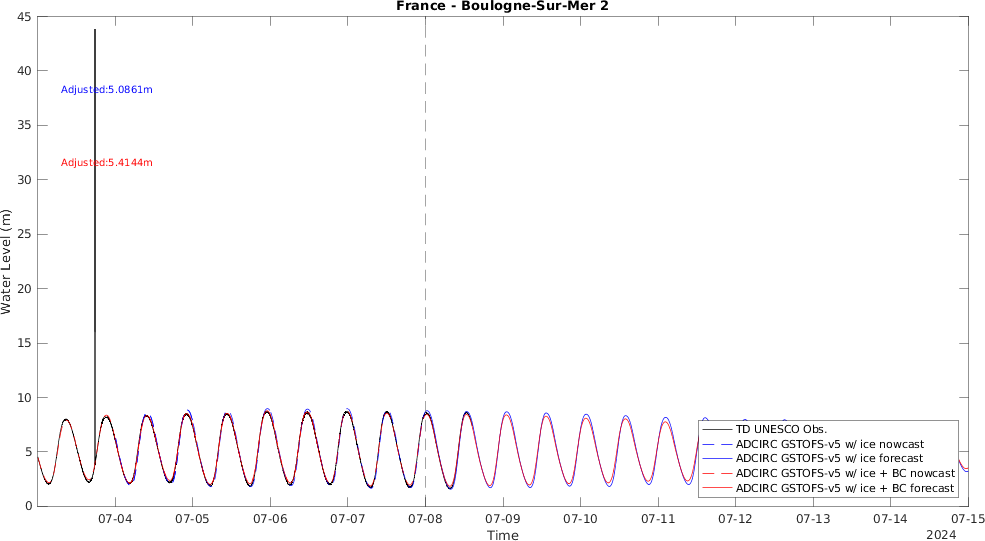 France - Boulogne-Sur-Mer 2
45
40
35
30
25
20
15
10
5
0
Water Level (m)
Adjusted:5.0861m
Adjusted:5.4144m
TD UNESCO Obs.
ADCIRC GSTOFS-v5 w/ ice nowcast
ADCIRC GSTOFS-v5 w/ ice forecast
ADCIRC GSTOFS-v5 w/ ice + BC nowcast
ADCIRC GSTOFS-v5 w/ ice + BC forecast
07-04 07-05 07-06 07-07 07-08 07-09 07-10 07-11 07-12 07-13 07-14 07-15
Time
2024